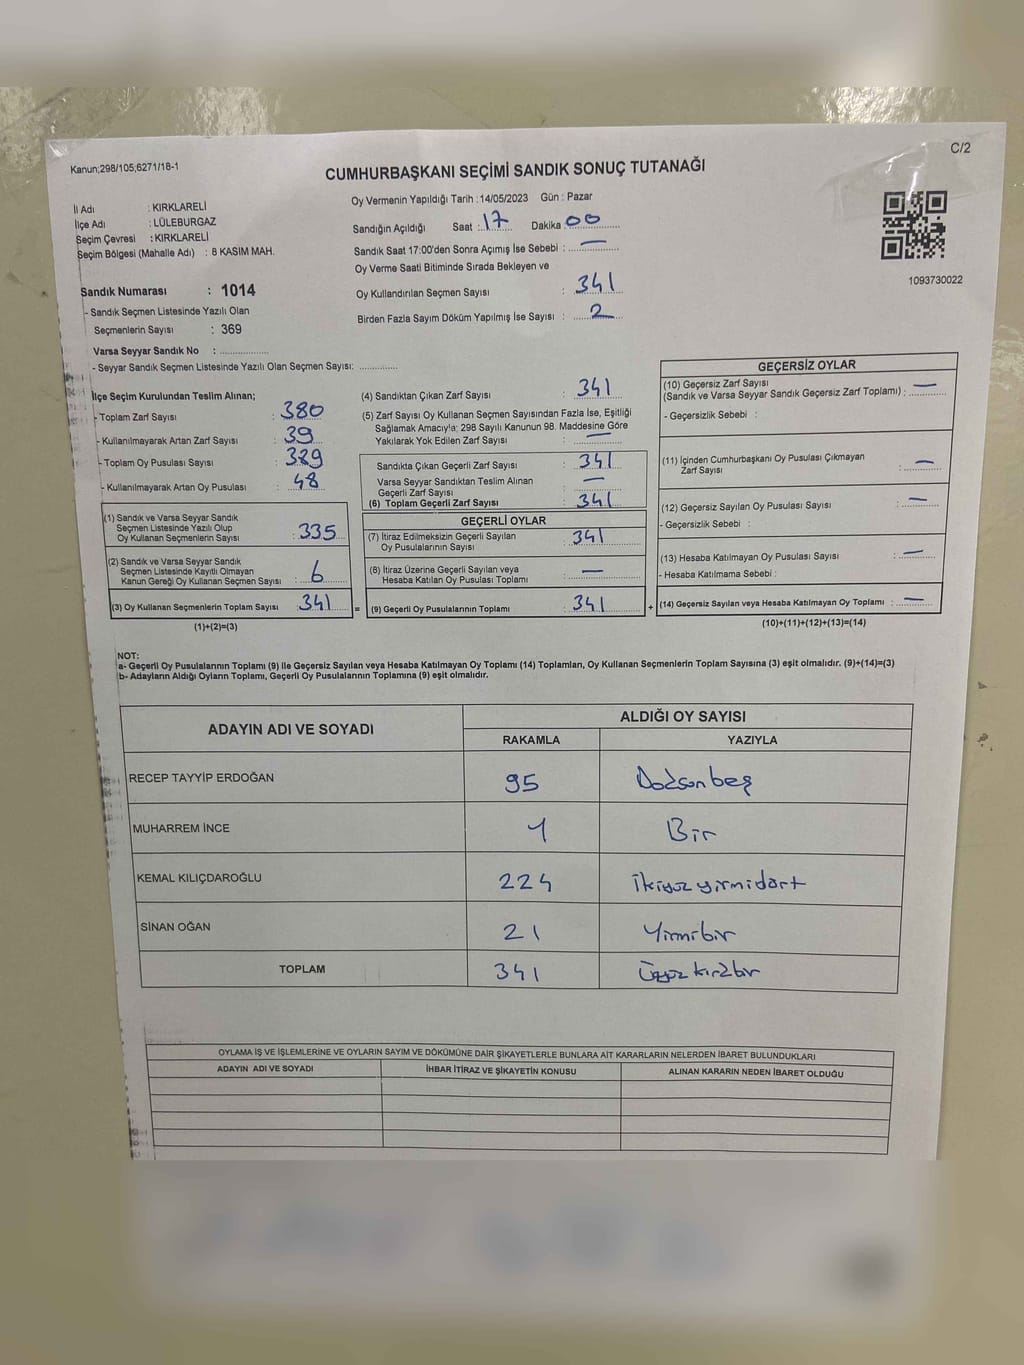 Kanun;298/105;6271/18-1
C/2
CUMHURBAŞKANI SEÇİMİ SANDIK SONUÇ TUTANAĞI
İl Adı : KIRKLARELİ
İlçe Adı : LÜLEBURGAZ
Seçim Çevresi : KIRKLARELİ
Seçim Bölgesi (Mahalle Adı) : 8 KASIM MAH.
Sandık Numarası : 1014
- Sandık Seçmen Listesinde Yazılı Olan
Seçmenlerin Sayısı : 369
Varsa Seyyar Sandık No : ..................
- Seyyar Sandık Seçmen Listesinde Yazılı Olan Seçmen Sayısı: .............
Oy Vermenin Yapıldığı Tarih : 14/05/2023 Gün : Pazar
Sandığın Açıldığı Saat : 17 Dakika : 00
Sandık Saat 17:00'den Sonra Açımış İse Sebebi : —
Oy Verme Saati Bitiminde Sırada Bekleyen ve
Oy Kullandırılan Seçmen Sayısı : 341
Birden Fazla Sayım Döküm Yapılmış İse Sayısı : 2
1093730022
İlçe Seçim Kurulundan Teslim Alınan;
- Toplam Zarf Sayısı : 380
- Kullanılmayarak Artan Zarf Sayısı : 39
- Toplam Oy Pusulası Sayısı : 389
- Kullanılmayarak Artan Oy Pusulası : 48
(1) Sandık ve Varsa Seyyar Sandık
Seçmen Listesinde Yazılı Olup
Oy Kullanan Seçmenlerin Sayısı : 335
(2) Sandık ve Varsa Seyyar Sandık
Seçmen Listesinde Kayıtlı Olmayan
Kanun Gereği Oy Kullanan Seçmen Sayısı : 6
(3) Oy Kullanan Seçmenlerin Toplam Sayısı : 341
(1)+(2)=(3)
=
(4) Sandıktan Çıkan Zarf Sayısı : 341
(5) Zarf Sayısı Oy Kullanan Seçmen Sayısından Fazla İse, Eşitliği
Sağlamak Amacıyla; 298 Sayılı Kanunun 98. Maddesine Göre
Yakılarak Yok Edilen Zarf Sayısı : —
Sandıkta Çıkan Geçerli Zarf Sayısı : 341
Varsa Seyyar Sandıktan Teslim Alınan
Geçerli Zarf Sayısı : —
(6) Toplam Geçerli Zarf Sayısı : 341
GEÇERLİ OYLAR
(7) İtiraz Edilmeksizin Geçerli Sayılan
Oy Pusulalarının Sayısı : 341
(8) İtiraz Üzerine Geçerli Sayılan veya
Hesaba Katılan Oy Pusulası Toplamı : —
(9) Geçerli Oy Pusulalarının Toplamı : 341
+
GEÇERSİZ OYLAR
(10) Geçersiz Zarf Sayısı
(Sandık ve Varsa Seyyar Sandık Geçersiz Zarf Toplamı) : —
- Geçersizlik Sebebi :
(11) İçinden Cumhurbaşkanı Oy Pusulası Çıkmayan
Zarf Sayısı : —
(12) Geçersiz Sayılan Oy Pusulası Sayısı : —
- Geçersizlik Sebebi :
(13) Hesaba Katılmayan Oy Pusulası Sayısı : —
- Hesaba Katılmama Sebebi :
(14) Geçersiz Sayılan veya Hesaba Katılmayan Oy Toplamı : —
(10)+(11)+(12)+(13)=(14)
NOT:
a- Geçerli Oy Pusulalarının Toplamı (9) ile Geçersiz Sayılan veya Hesaba Katılmayan Oy Toplamı (14) Toplamları, Oy Kullanan Seçmenlerin Toplam Sayısına (3) eşit olmalıdır. (9)+(14)=(3)
b- Adayların Aldığı Oyların Toplamı, Geçerli Oy Pusulalarının Toplamına (9) eşit olmalıdır.
ADAYIN ADI VE SOYADI ALDIĞI OY SAYISI
RAKAMLA YAZIYLA
RECEP TAYYİP ERDOĞAN 95 Doksanbeş
MUHARREM İNCE 1 Bir
KEMAL KILIÇDAROĞLU 224 İkiyüzyirmidört
SİNAN OĞAN 21 Yirmibir
TOPLAM 341 Üçyüzkırkbir
OYLAMA İŞ VE İŞLEMLERİNE VE OYLARIN SAYIM VE DÖKÜMÜNE DAİR ŞİKAYETLERLE BUNLARA AİT KARARLARIN NELERDEN İBARET BULUNDUKLARI
ADAYIN ADI VE SOYADI İHBAR İTİRAZ VE ŞİKAYETİN KONUSU ALINAN KARARIN NEDEN İBARET OLDUĞU